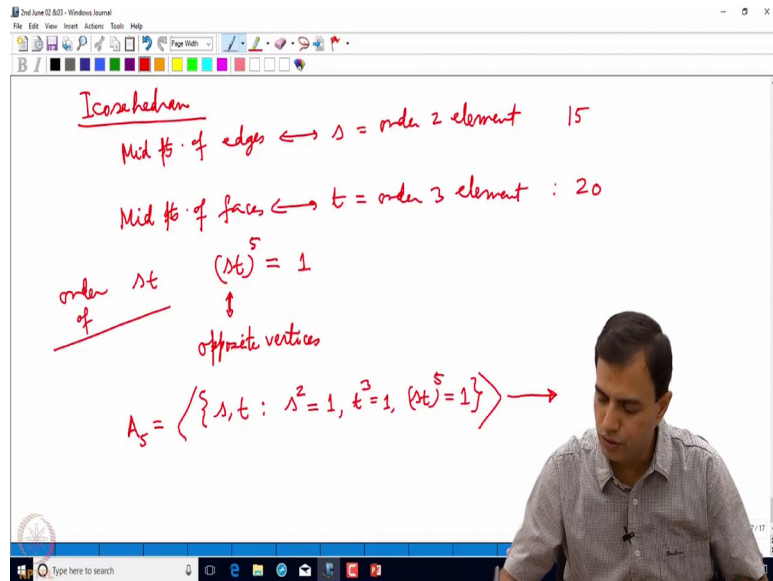 2nd June 02 &03 - Windows Journal
File Edit View Insert Actions Tools Help
Page Width
B I
Icosahedran
Mid pts. of edges ↔ s = order 2 element 15
Mid pts. of faces ↔ t = order 3 element : 20
order of st (st)^5 = 1
↕
opposite vertices
A_5 = ⟨{s,t : s^2 = 1, t^3 = 1, (st)^5 = 1}⟩ →
Type here to search